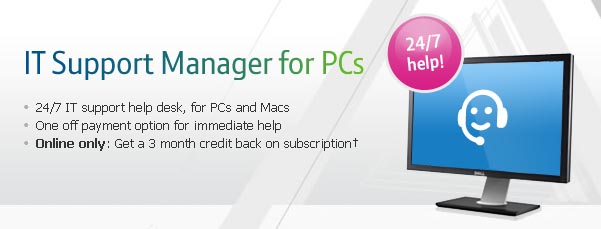 IT Support Manager for PCs
24/7
help!
• 24/7 IT support help desk, for PCs and Macs
• One off payment option for immediate help
• Online only: Get a 3 month credit back on subscription†
DELL